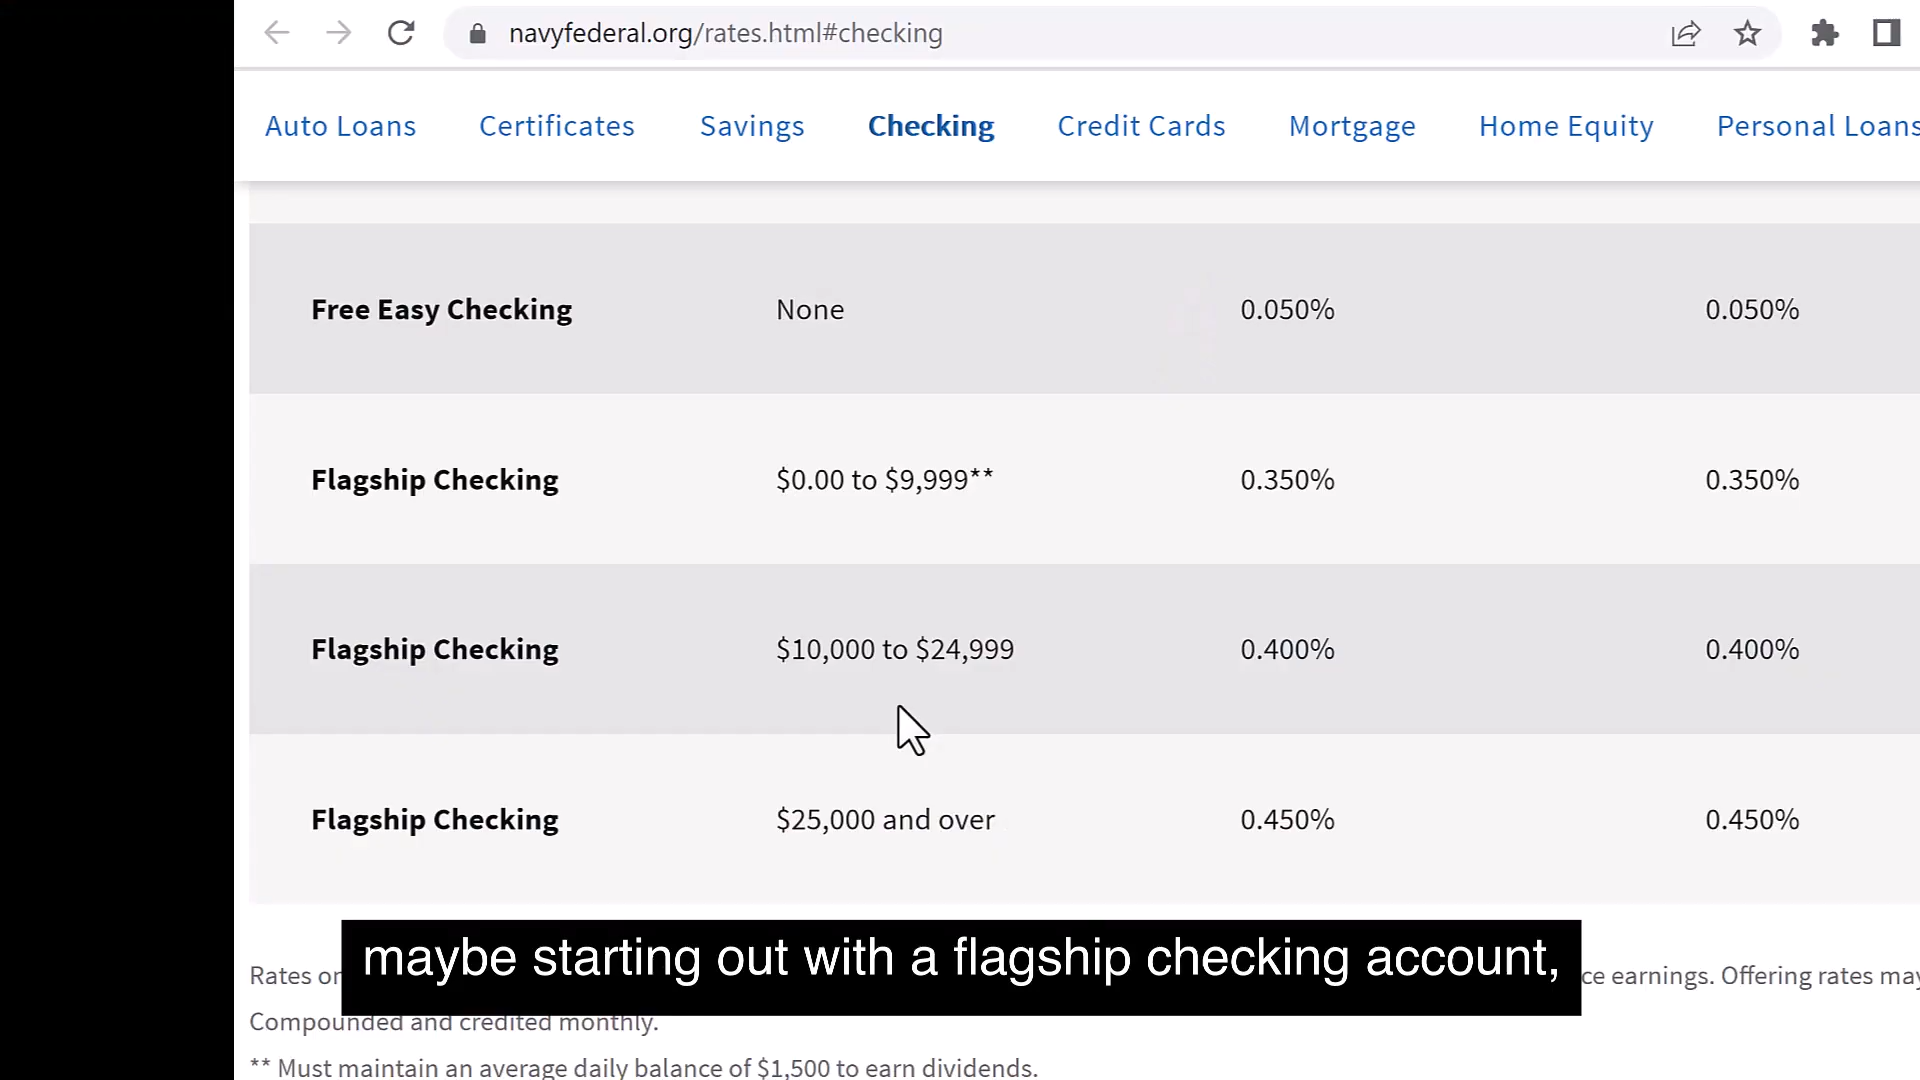 navyfederal.org/rates.html#checking
Auto Loans Certificates Savings Checking Credit Cards Mortgage Home Equity Personal Loans
Free Easy Checking None 0.050% 0.050%
Flagship Checking $0.00 to $9,999** 0.350% 0.350%
Flagship Checking $10,000 to $24,999 0.400% 0.400%
Flagship Checking $25,000 and over 0.450% 0.450%
maybe starting out with a flagship checking account,
Rates earnings. Offering rates may
Compounded and credited monthly.
** Must maintain an average daily balance of $1,500 to earn dividends.